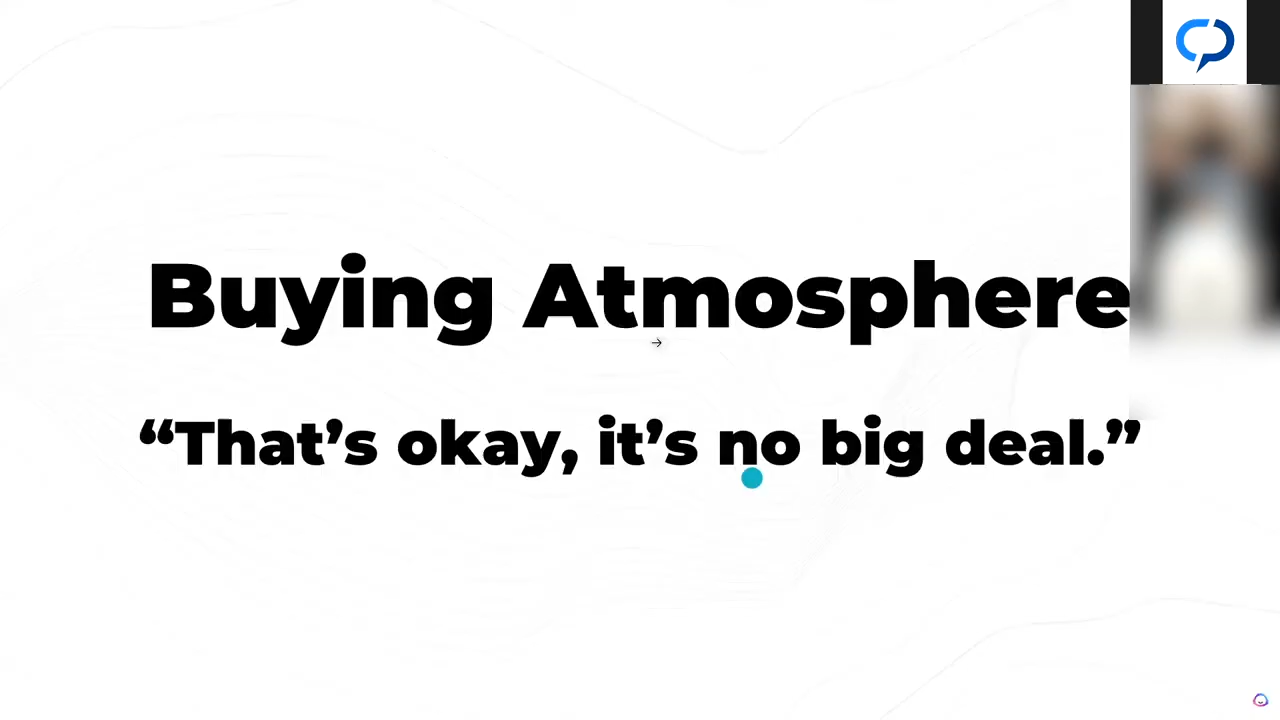 Buying Atmosphere
“That’s okay, it’s no big deal.”